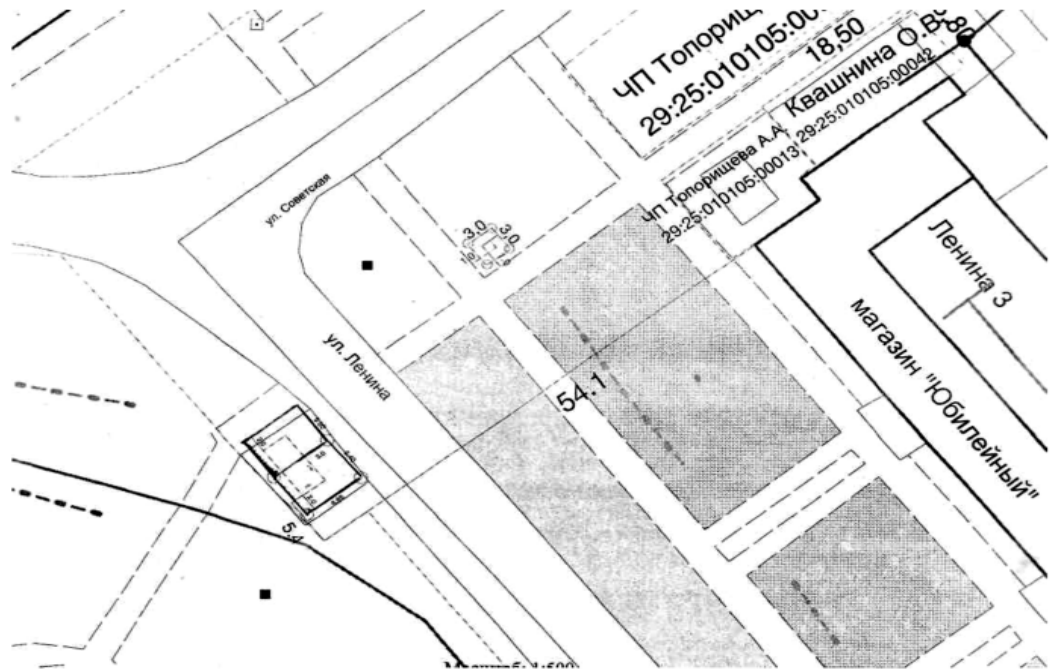 ЧП Топорищ
29:25:010105:00
18,50
Квашнина О.В.
29:25:010105:00042
ЧП Топорищева А.А.
29:25:010105:00013
ул. Советская
3,0
3,0
Ленина 3
магазин "Юбилейный"
ул. Ленина
54.1
5.4